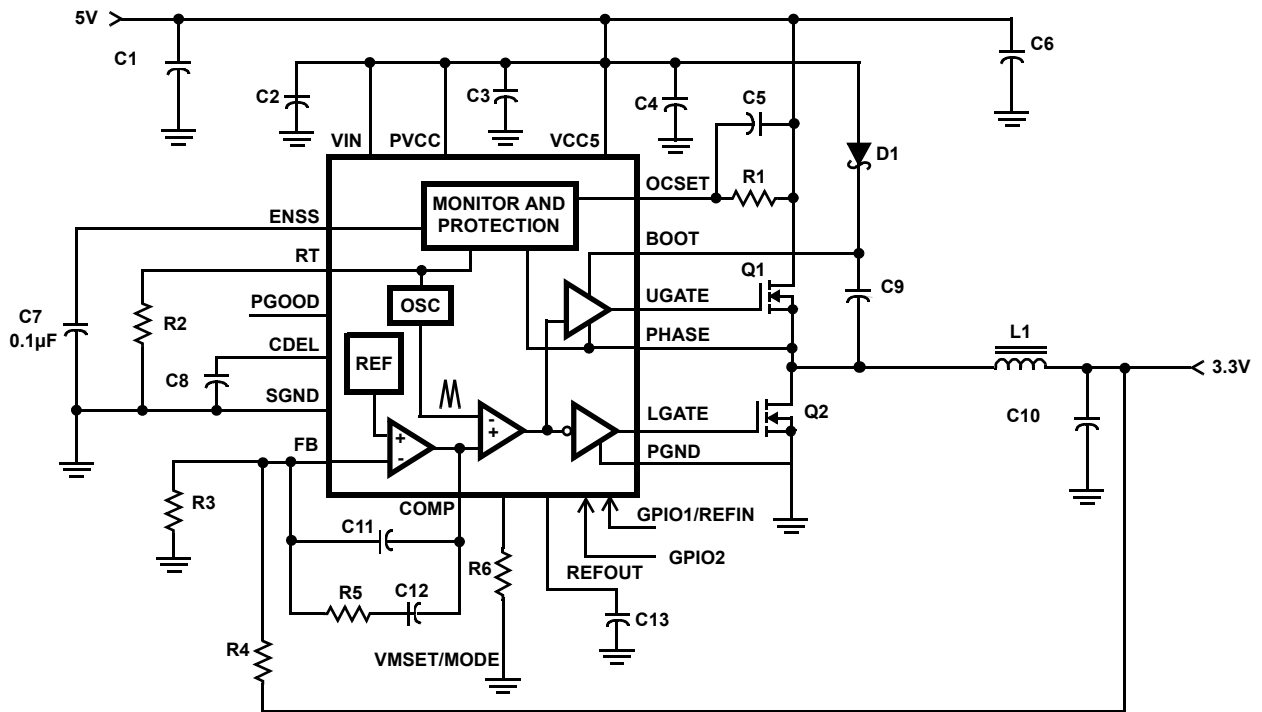 5V
C1
C6
C2
C3
C4
C5
VIN
PVCC
VCC5
D1
OCSET
R1
MONITOR AND
PROTECTION
ENSS
BOOT
RT
Q1
C9
OSC
UGATE
PGOOD
C7
0.1µF
R2
PHASE
L1
CDEL
REF
3.3V
C8
SGND
LGATE
Q2
C10
-
+
+
-
FB
PGND
R3
COMP
GPIO1/REFIN
C11
GPIO2
R6
REFOUT
R5
C12
C13
R4
VMSET/MODE